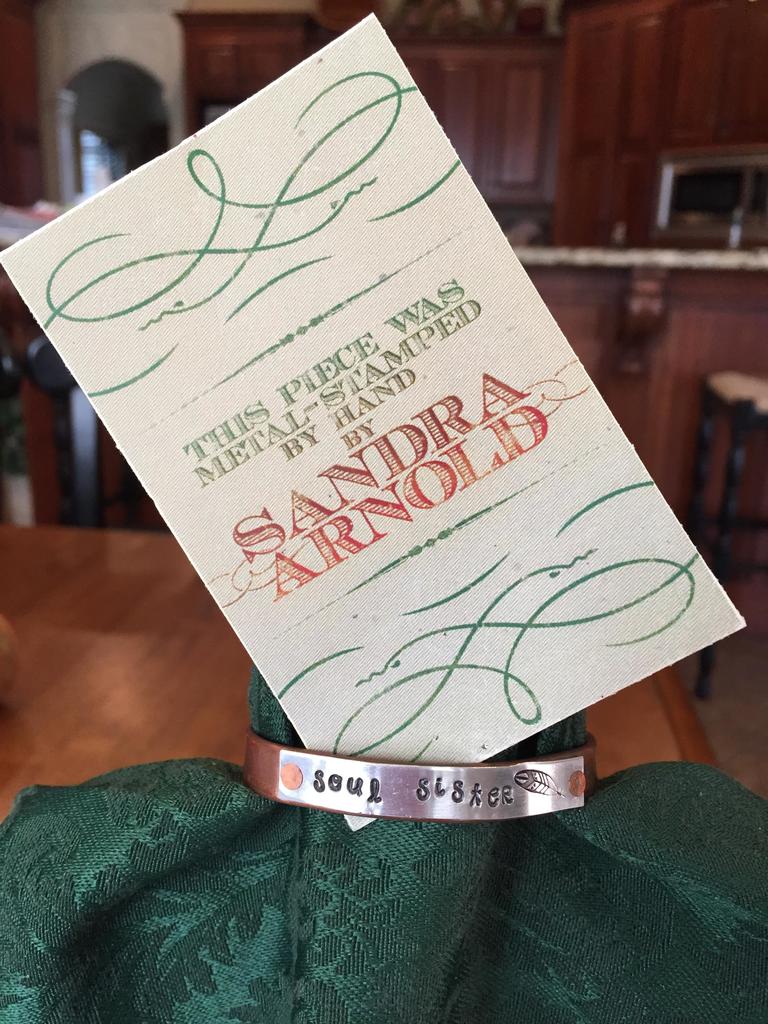 THIS PIECE WAS
METAL-STAMPED
BY HAND
BY
SANDRA
ARNOLD
soul sister